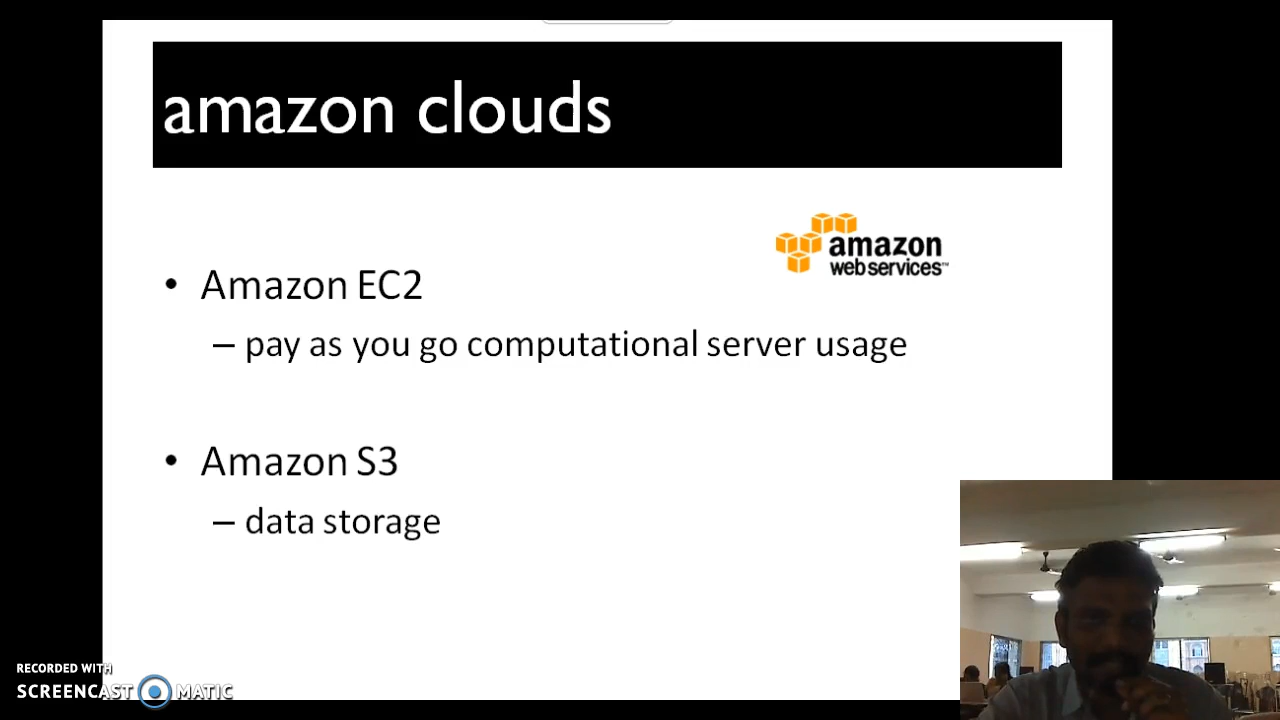 amazon clouds
amazon
web services™
• Amazon EC2
– pay as you go computational server usage
• Amazon S3
– data storage
RECORDED WITH
SCREENCAST MATIC